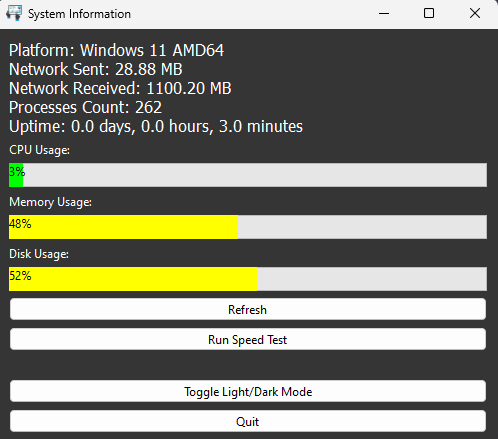 System Information
Platform: Windows 11 AMD64
Network Sent: 28.88 MB
Network Received: 1100.20 MB
Processes Count: 262
Uptime: 0.0 days, 0.0 hours, 3.0 minutes
CPU Usage:
3%
Memory Usage:
48%
Disk Usage:
52%
Refresh
Run Speed Test
Toggle Light/Dark Mode
Quit